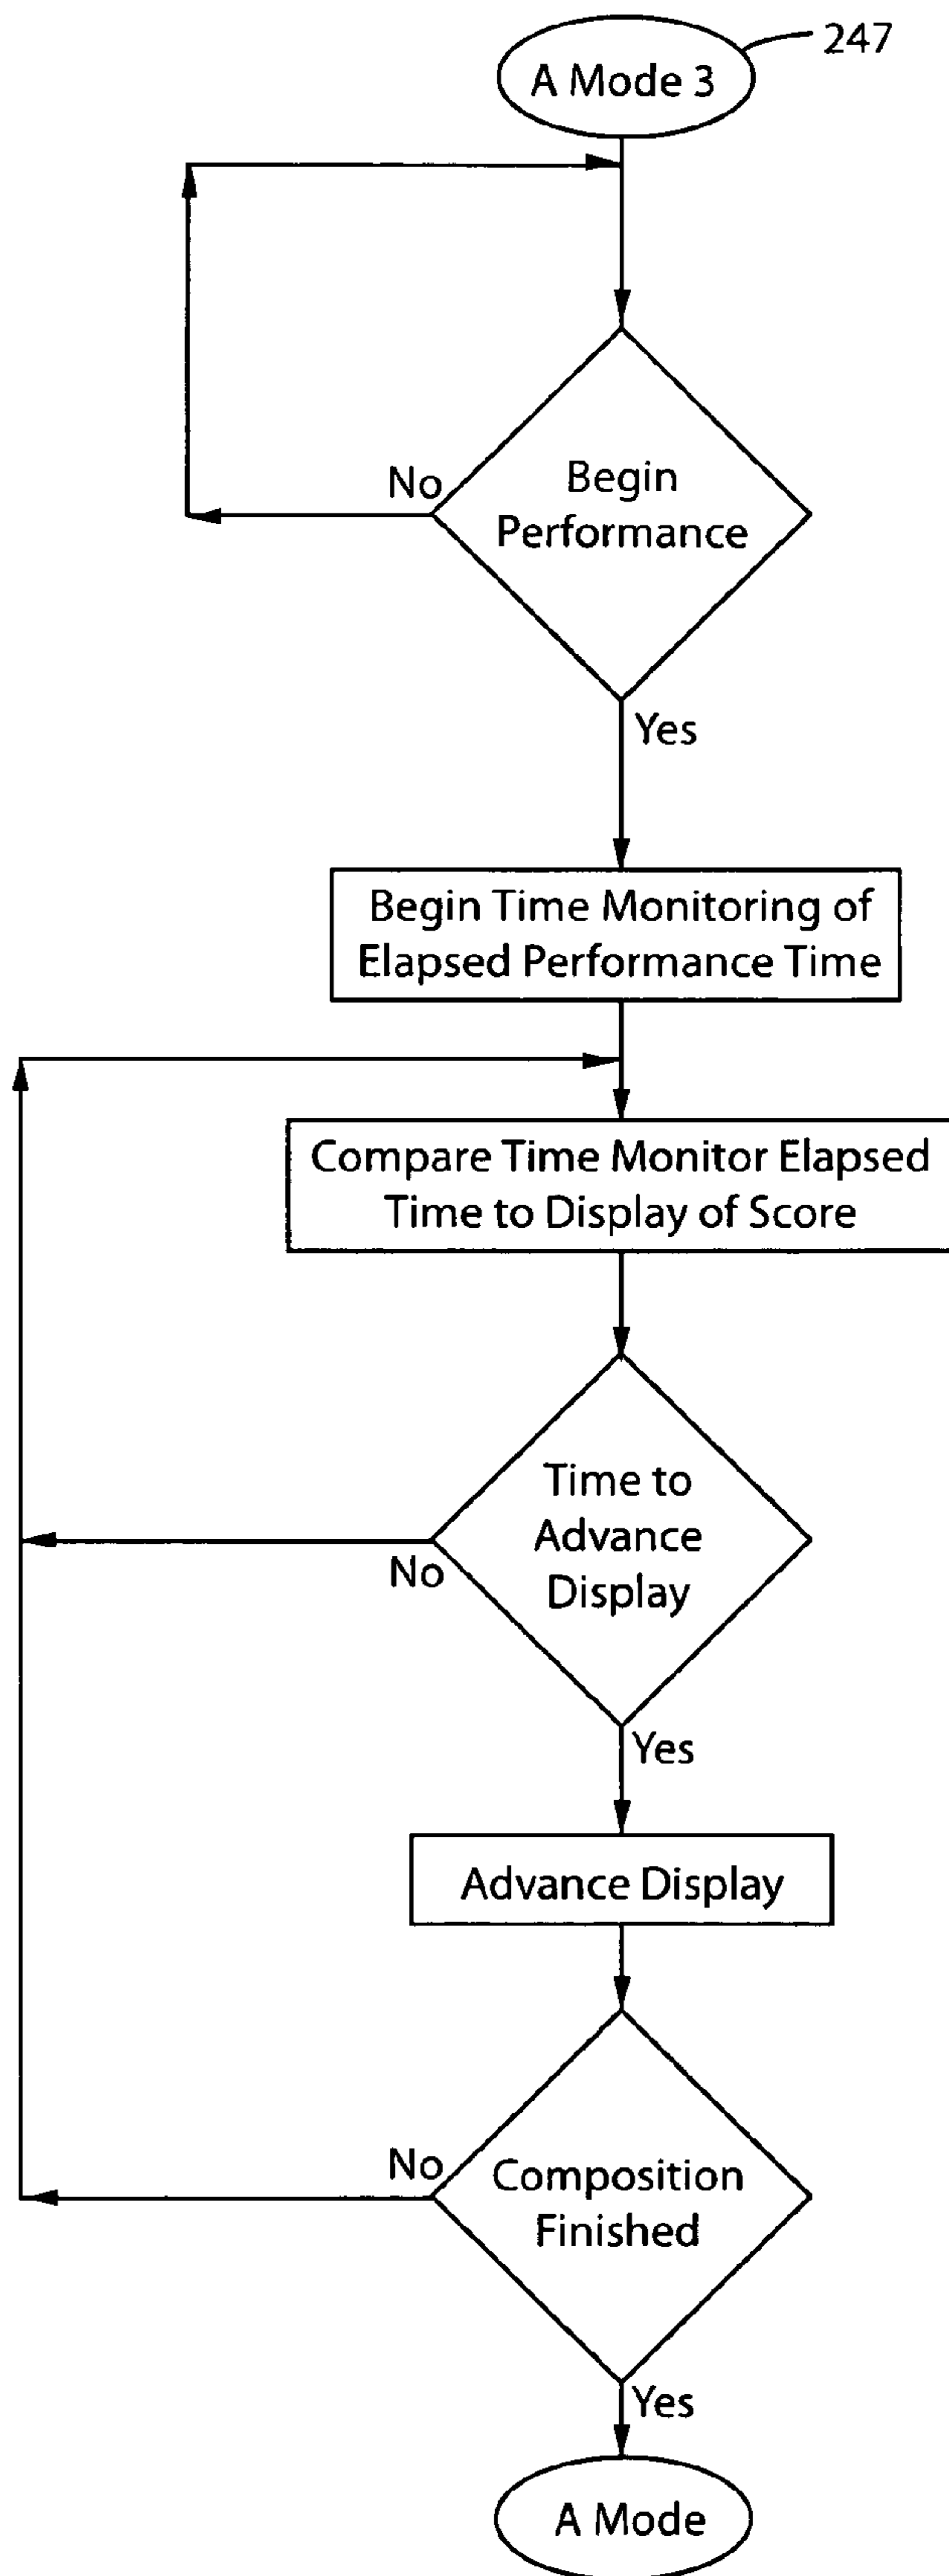 247
A Mode 3
No
Begin
Performance
Yes
Begin Time Monitoring of
Elapsed Performance Time
Compare Time Monitor Elapsed
Time to Display of Score
Time to
Advance
Display
No
Yes
Advance Display
No
Composition
Finished
Yes
A Mode